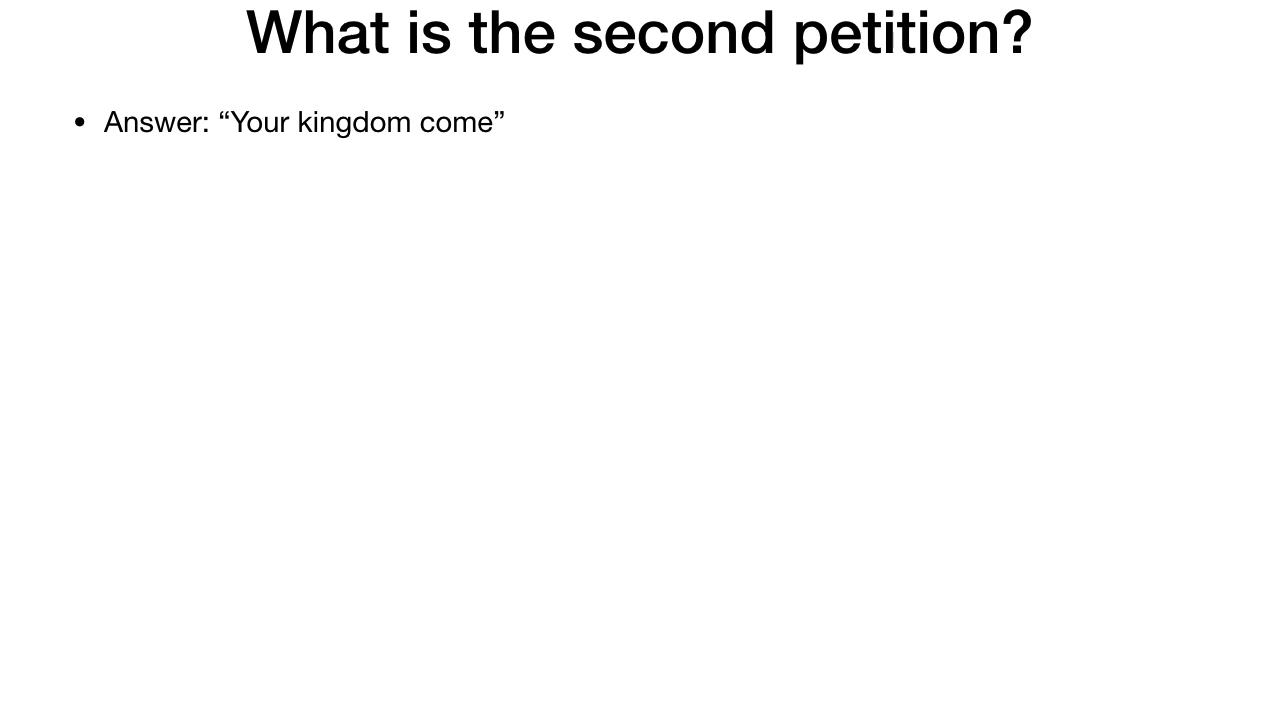 What is the second petition?
• Answer: “Your kingdom come”